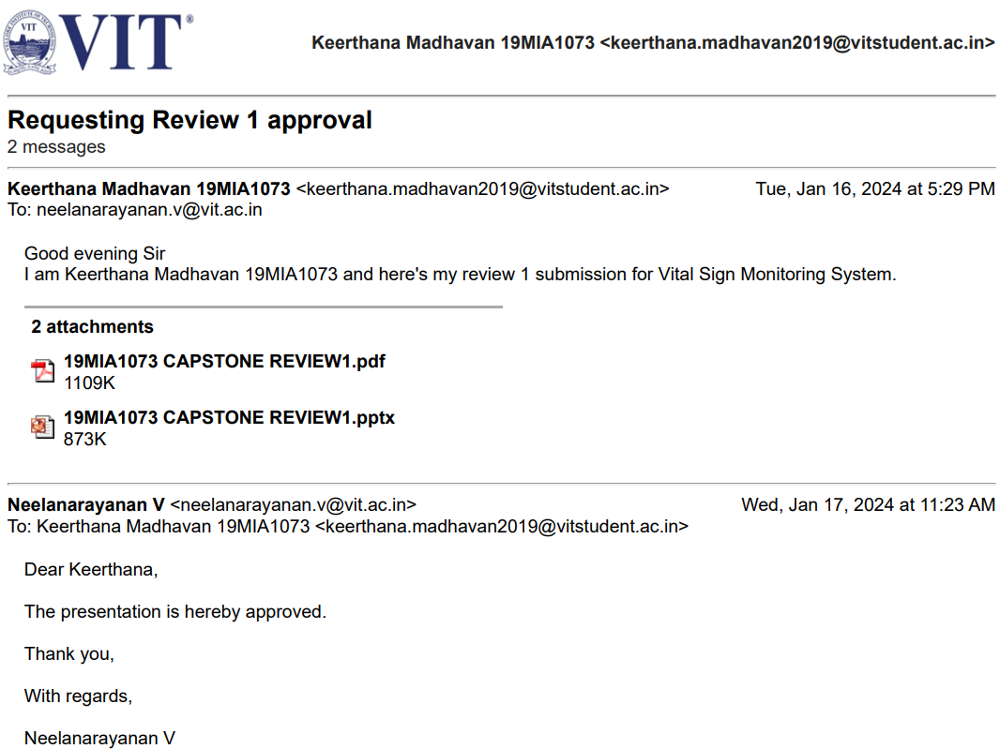 VIT
VIT®
Keerthana Madhavan 19MIA1073 <keerthana.madhavan2019@vitstudent.ac.in>
Requesting Review 1 approval
2 messages
Keerthana Madhavan 19MIA1073 <keerthana.madhavan2019@vitstudent.ac.in> Tue, Jan 16, 2024 at 5:29 PM
To: neelanarayanan.v@vit.ac.in
Good evening Sir
I am Keerthana Madhavan 19MIA1073 and here's my review 1 submission for Vital Sign Monitoring System.
2 attachments
19MIA1073 CAPSTONE REVIEW1.pdf
1109K
19MIA1073 CAPSTONE REVIEW1.pptx
873K
Neelanarayanan V <neelanarayanan.v@vit.ac.in> Wed, Jan 17, 2024 at 11:23 AM
To: Keerthana Madhavan 19MIA1073 <keerthana.madhavan2019@vitstudent.ac.in>
Dear Keerthana,
The presentation is hereby approved.
Thank you,
With regards,
Neelanarayanan V